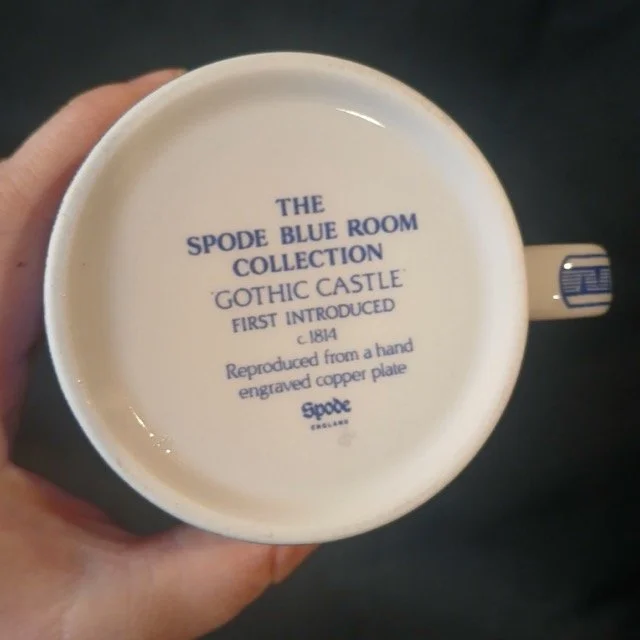 THE
SPODE BLUE ROOM
COLLECTION
'GOTHIC CASTLE'
FIRST INTRODUCED
c.1814
Reproduced from a hand
engraved copper plate
Spode
ENGLAND